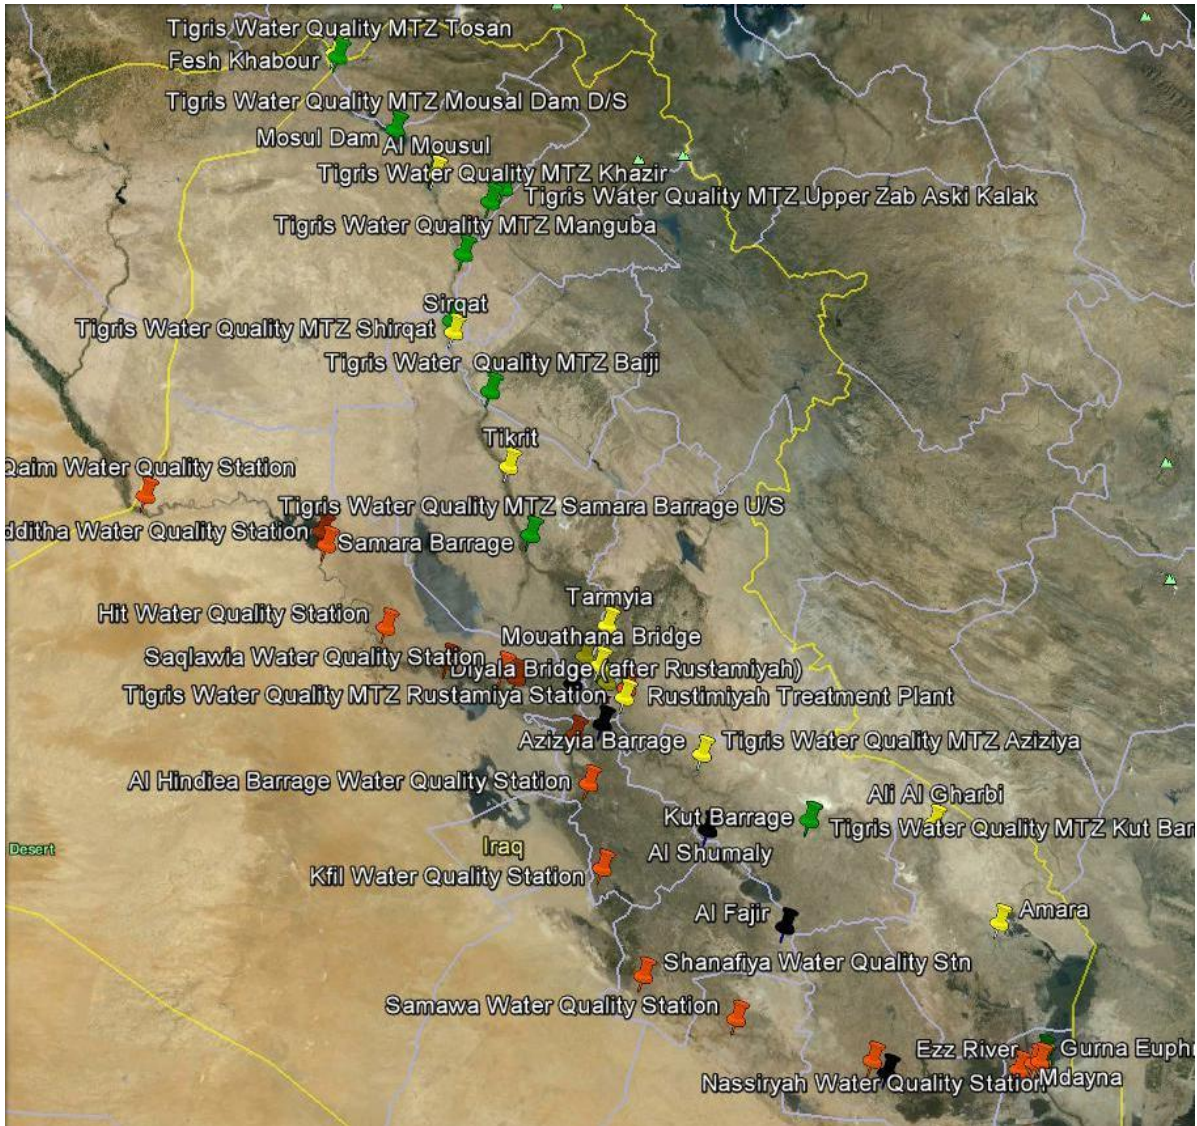 Tigris Water Quality MTZ Tosan
Fesh Khabour
Tigris Water Quality MTZ Mousal Dam D/S
Mosul Dam
Al Mousul
Tigris Water Quality MTZ Khazir
Tigris Water Quality MTZ Upper Zab Aski Kalak
Tigris Water Quality MTZ Manguba
Sirqat
Tigris Water Quality MTZ Shirqat
Tigris Water Quality MTZ Baiji
Tikrit
Qaim Water Quality Station
Tigris Water Quality MTZ Samara Barrage U/S
dditha Water Quality Station
Samara Barrage
Tarmyia
Hit Water Quality Station
Mouathana Bridge
Saqlawia Water Quality Station
Diyala Bridge (after Rustamiyah)
Tigris Water Quality MTZ Rustamiya Station
Rustimiyah Treatment Plant
Azizyia Barrage
Tigris Water Quality MTZ Aziziya
Al Hindiea Barrage Water Quality Station
Ali Al Gharbi
Kut Barrage
Tigris Water Quality MTZ Kut Bar
Desert
Iraq
Al Shumaly
Kfil Water Quality Station
Al Fajir
Amara
Shanafiya Water Quality Stn
Samawa Water Quality Station
Ezz River
Gurna Euphr
Nassiryah Water Quality Station
Mdayna